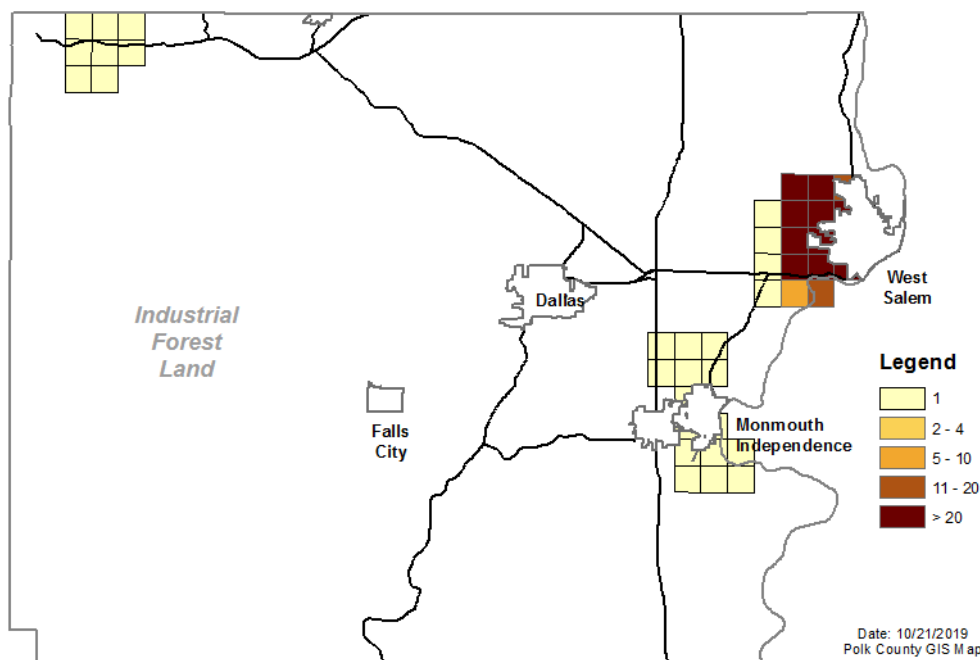 West
Salem
Dallas
Industrial
Forest
Land
Legend
1
2 - 4
5 - 10
11 - 20
> 20
Falls
City
Monmouth
Independence
Date: 10/21/2019
Polk County GIS Map